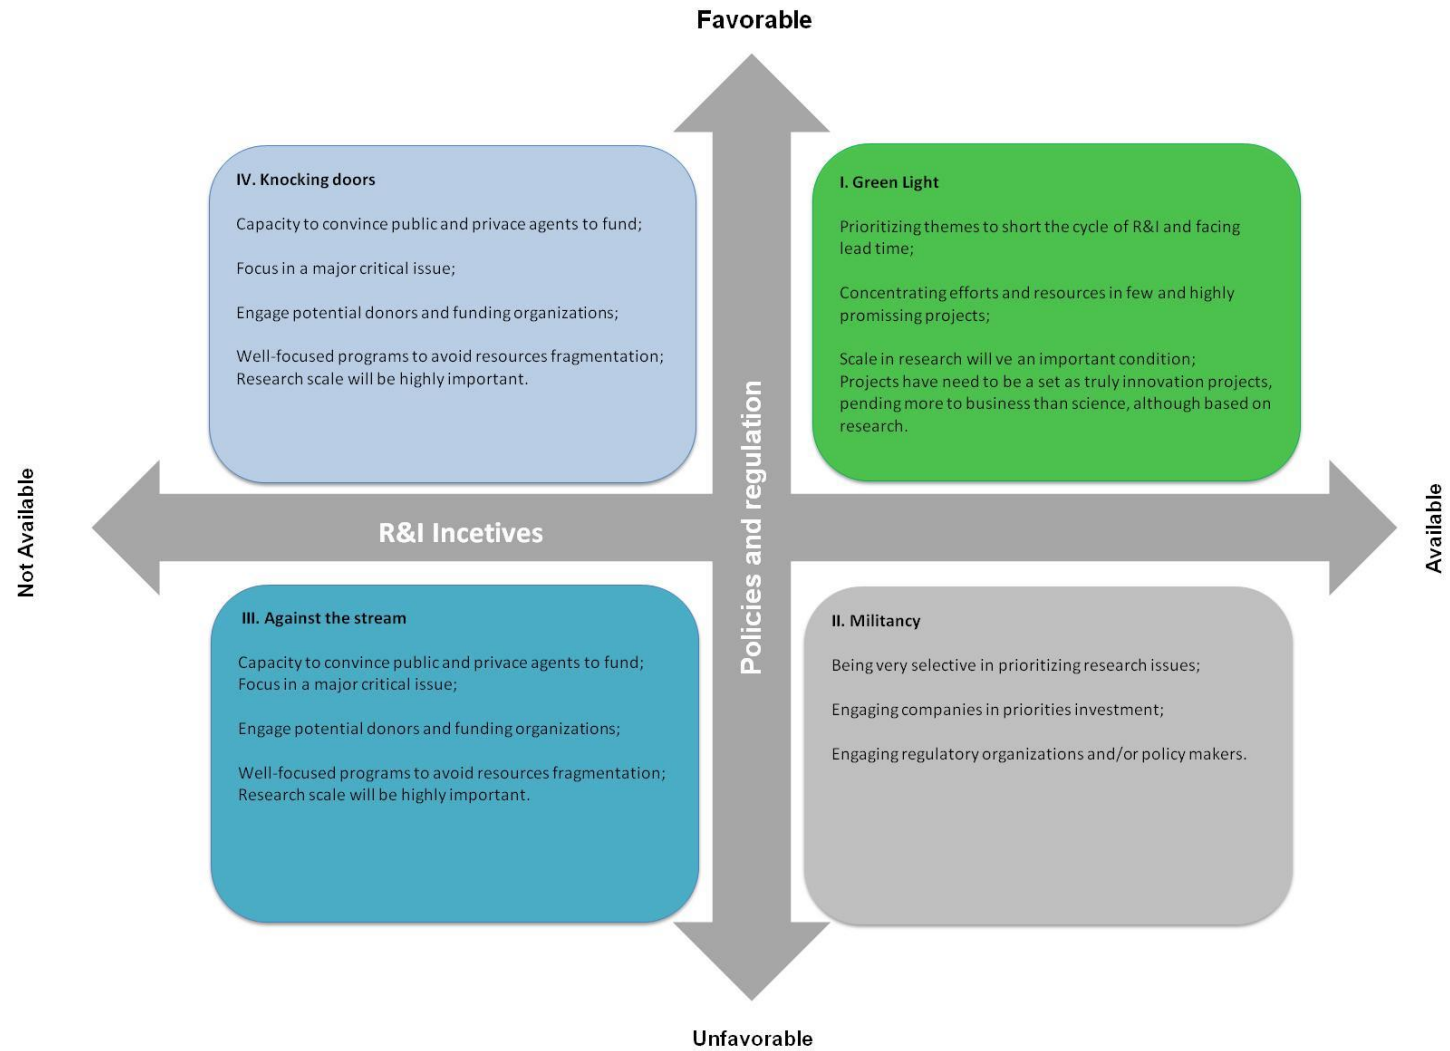 Favorable
IV. Knocking doors
Capacity to convince public and privace agents to fund;
Focus in a major critical issue;
Engage potential donors and funding organizations;
Well-focused programs to avoid resources fragmentation;
Research scale will be highly important.
I. Green Light
Prioritizing themes to short the cycle of R&I and facing
lead time;
Concentrating efforts and resources in few and highly
promissing projects;
Scale in research will ve an important condition;
Projects have need to be a set as truly innovation projects,
pending more to business than science, although based on
research.
Not Available
R&I Incetives
Policies and regulation
Available
III. Against the stream
Capacity to convince public and privace agents to fund;
Focus in a major critical issue;
Engage potential donors and funding organizations;
Well-focused programs to avoid resources fragmentation;
Research scale will be highly important.
II. Militancy
Being very selective in prioritizing research issues;
Engaging companies in priorities investment;
Engaging regulatory organizations and/or policy makers.
Unfavorable